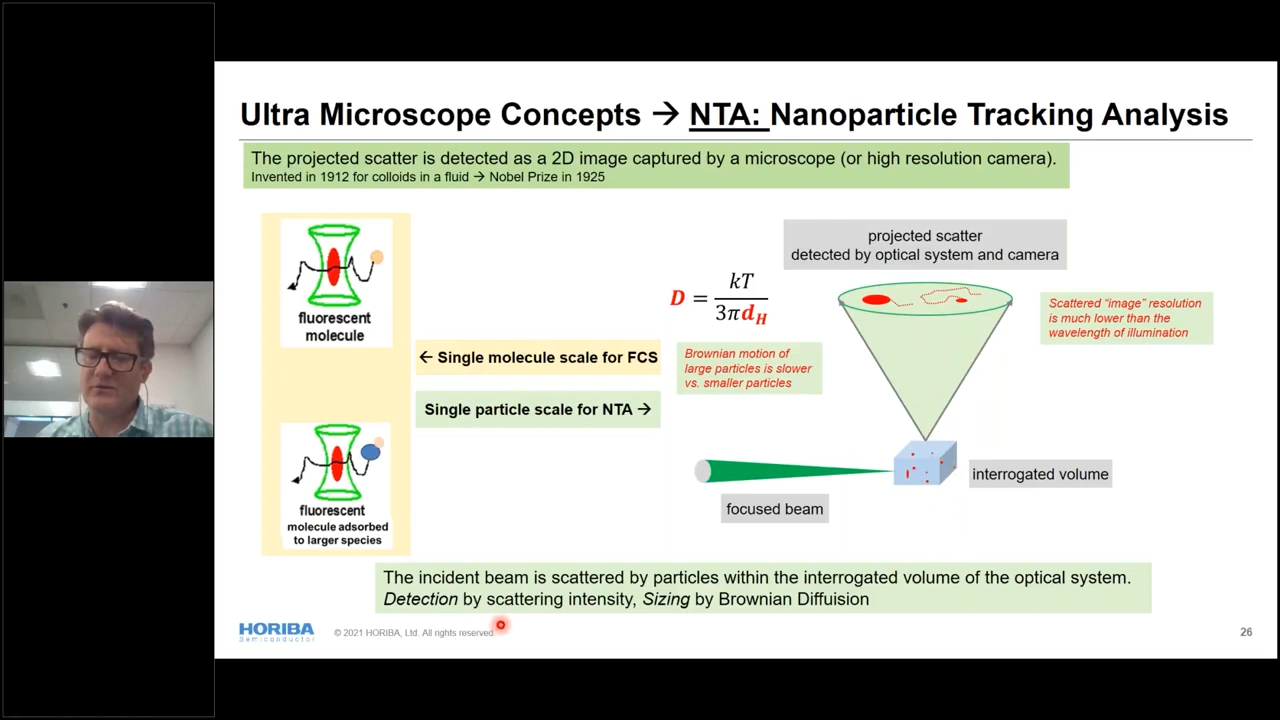 Ultra Microscope Concepts → NTA: Nanoparticle Tracking Analysis
The projected scatter is detected as a 2D image captured by a microscope (or high resolution camera).
Invented in 1912 for colloids in a fluid → Nobel Prize in 1925
fluorescent
molecule
fluorescent
molecule adsorbed
to larger species
← Single molecule scale for FCS
Single particle scale for NTA →
D = kT / 3πd_H
Brownian motion of
large particles is slower
vs. smaller particles
projected scatter
detected by optical system and camera
Scattered "image" resolution
is much lower than the
wavelength of illumination
interrogated volume
focused beam
The incident beam is scattered by particles within the interrogated volume of the optical system.
Detection by scattering intensity, Sizing by Brownian Diffuision
HORIBA
Semiconductor
© 2021 HORIBA, Ltd. All rights reserved.
26